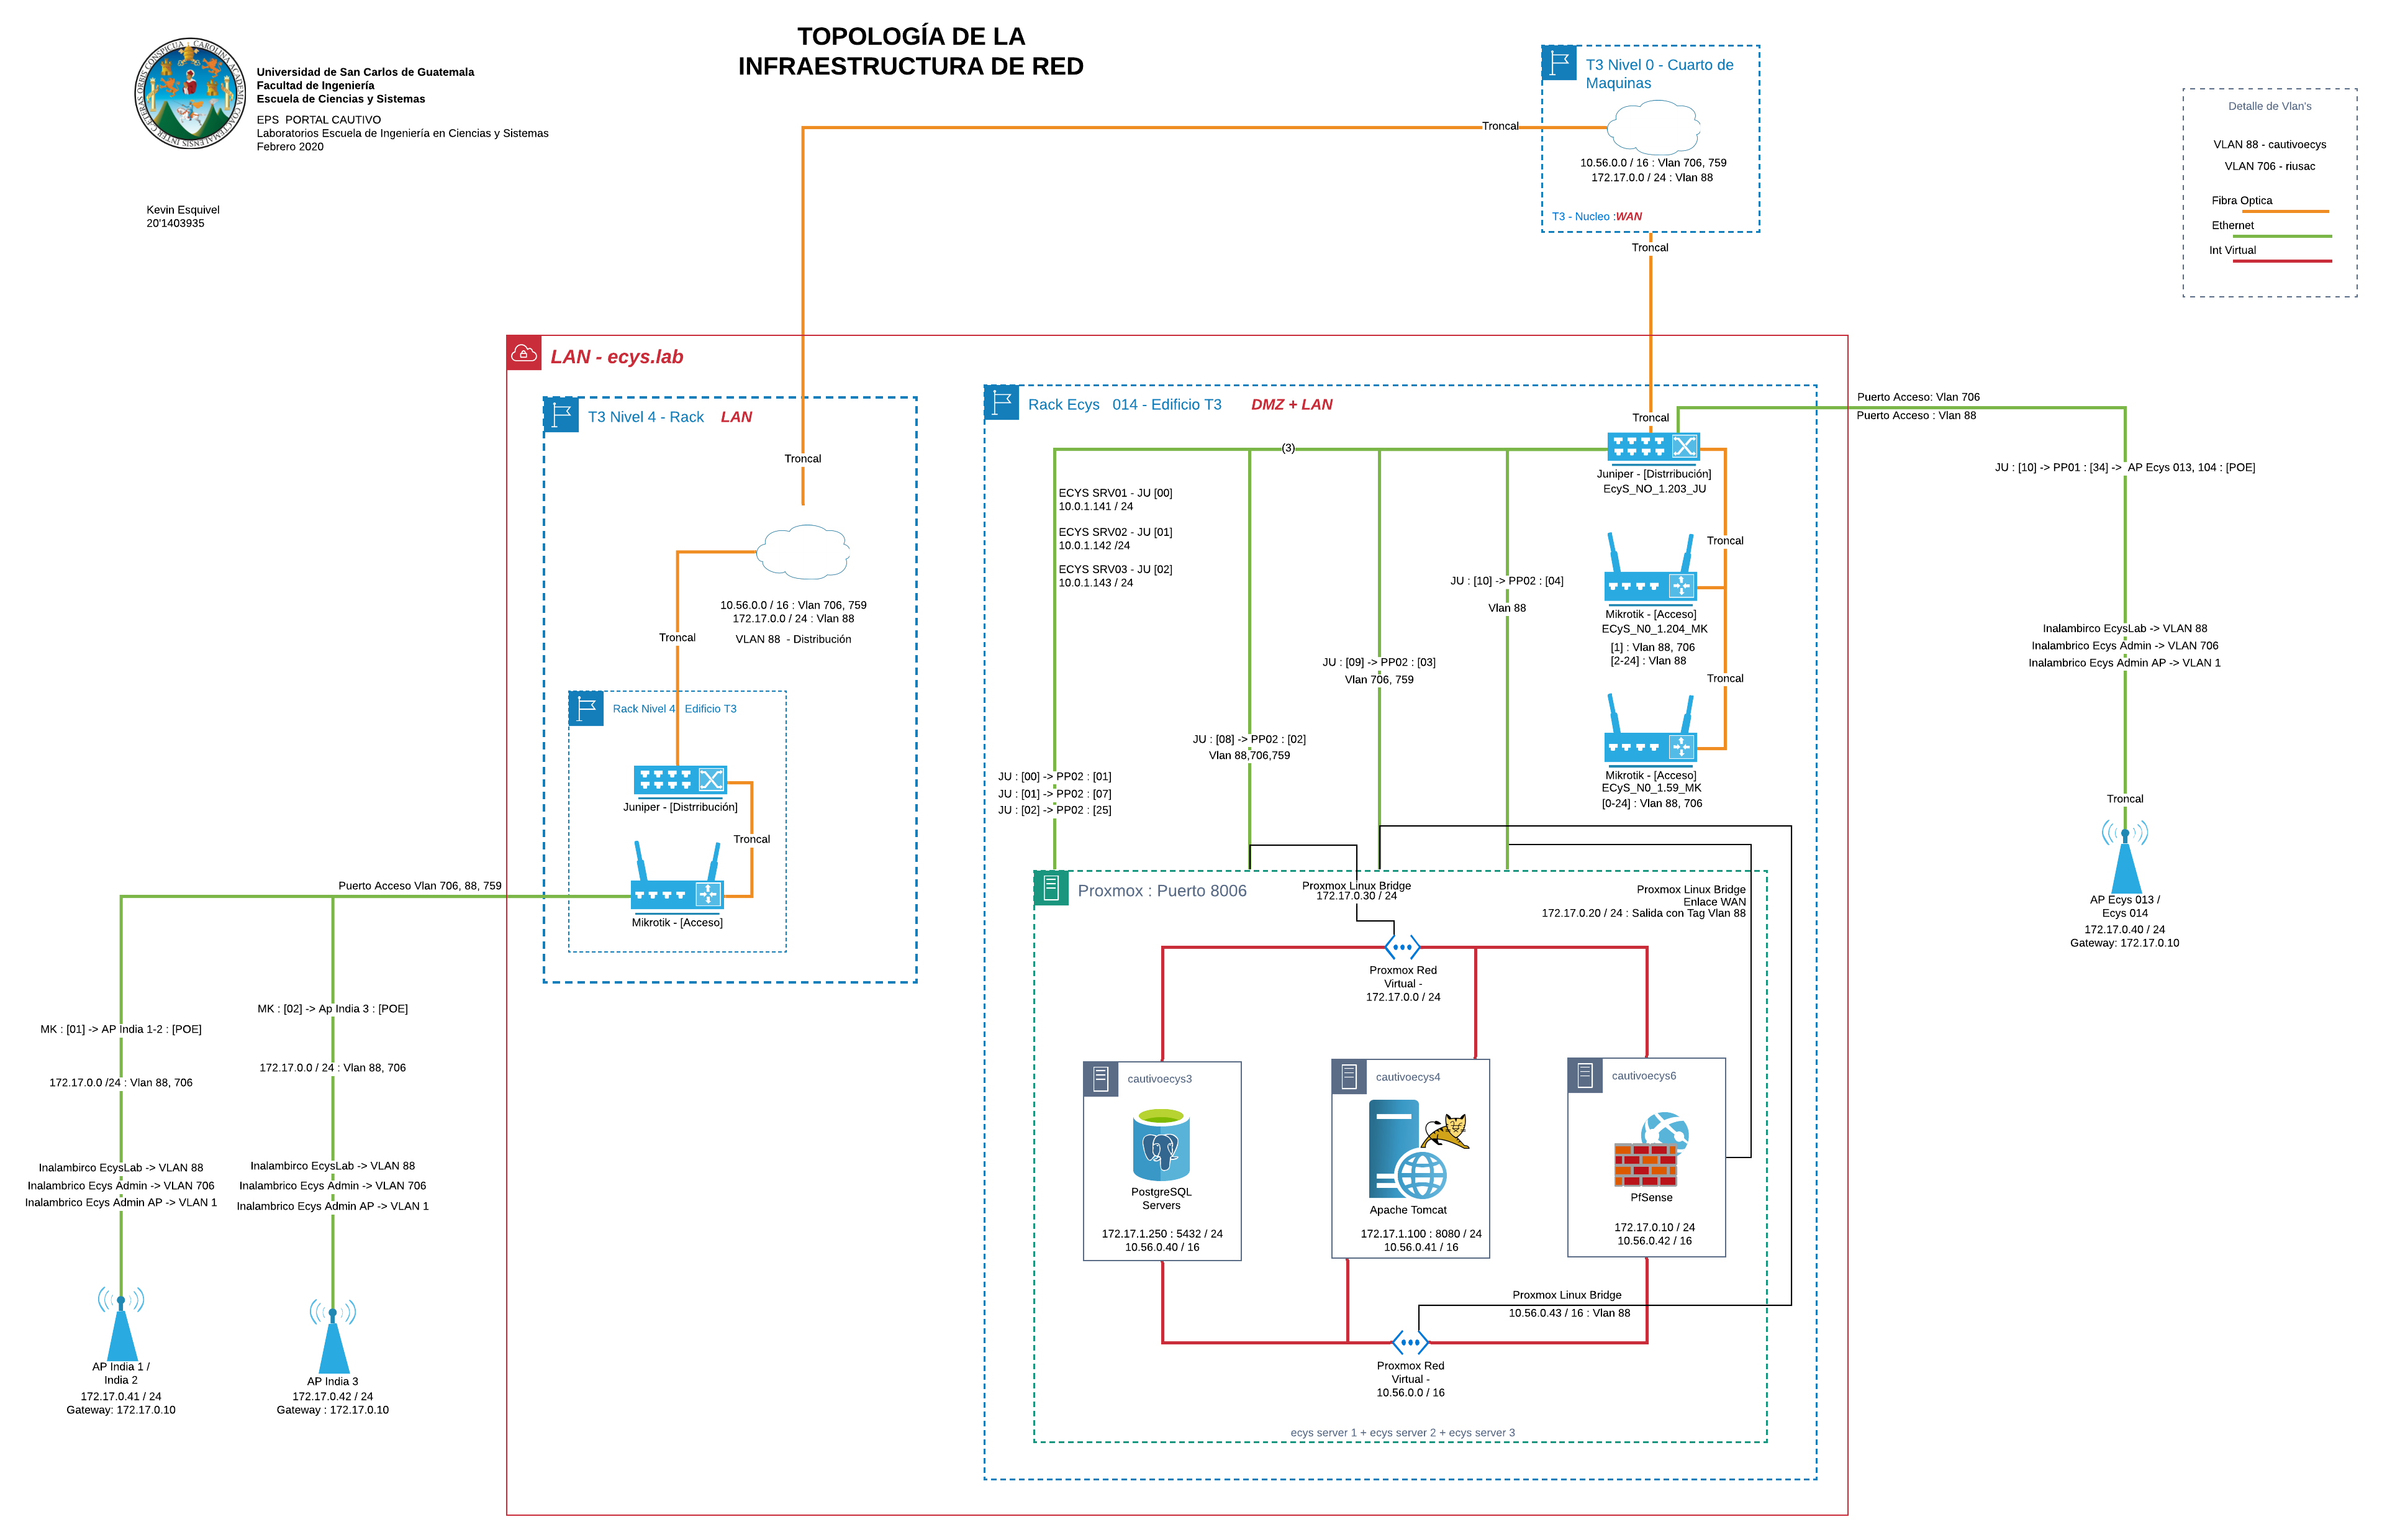 TOPOLOGÍA DE LA
INFRAESTRUCTURA DE RED
Universidad de San Carlos de Guatemala
Facultad de Ingeniería
Escuela de Ciencias y Sistemas
EPS PORTAL CAUTIVO
Laboratorios Escuela de Ingeniería en Ciencias y Sistemas
Febrero 2020
Kevin Esquivel
20'1403935
T3 Nivel 0 - Cuarto de
Maquinas
Troncal
10.56.0.0 / 16 : Vlan 706, 759
172.17.0.0 / 24 : Vlan 88
T3 - Nucleo :WAN
Troncal
Detalle de Vlan's
VLAN 88 - cautivoecys
VLAN 706 - riusac
Fibra Optica
Ethernet
Int Virtual
LAN - ecys.lab
T3 Nivel 4 - Rack LAN
Troncal
10.56.0.0 / 16 : Vlan 706, 759
172.17.0.0 / 24 : Vlan 88
VLAN 88 - Distribución
Troncal
Rack Nivel 4 Edificio T3
Juniper - [Distrribución]
Troncal
Mikrotik - [Acceso]
Puerto Acceso Vlan 706, 88, 759
MK : [01] -> AP India 1-2 : [POE]
172.17.0.0 /24 : Vlan 88, 706
Inalambirco EcysLab -> VLAN 88
Inalambrico Ecys Admin -> VLAN 706
Inalambrico Ecys Admin AP -> VLAN 1
AP India 1 /
India 2
172.17.0.41 / 24
Gateway: 172.17.0.10
MK : [02] -> Ap India 3 : [POE]
172.17.0.0 / 24 : Vlan 88, 706
Inalambirco EcysLab -> VLAN 88
Inalambrico Ecys Admin -> VLAN 706
Inalambrico Ecys Admin AP -> VLAN 1
AP India 3
172.17.0.42 / 24
Gateway : 172.17.0.10
Rack Ecys 014 - Edificio T3 DMZ + LAN
Troncal
(3)
Juniper - [Distrribución]
EcyS_NO_1.203_JU
Troncal
Mikrotik - [Acceso]
ECyS_N0_1.204_MK
[1] : Vlan 88, 706
[2-24] : Vlan 88
Troncal
Mikrotik - [Acceso]
ECyS_N0_1.59_MK
[0-24] : Vlan 88, 706
ECYS SRV01 - JU [00]
10.0.1.141 / 24
ECYS SRV02 - JU [01]
10.0.1.142 /24
ECYS SRV03 - JU [02]
10.0.1.143 / 24
JU : [00] -> PP02 : [01]
JU : [01] -> PP02 : [07]
JU : [02] -> PP02 : [25]
JU : [08] -> PP02 : [02]
Vlan 88,706,759
JU : [09] -> PP02 : [03]
Vlan 706, 759
JU : [10] -> PP02 : [04]
Vlan 88
Proxmox : Puerto 8006
Proxmox Linux Bridge
172.17.0.30 / 24
Proxmox Linux Bridge
Enlace WAN
172.17.0.20 / 24 : Salida con Tag Vlan 88
Proxmox Red
Virtual -
172.17.0.0 / 24
cautivoecys3
PostgreSQL
Servers
172.17.1.250 : 5432 / 24
10.56.0.40 / 16
cautivoecys4
Apache Tomcat
172.17.1.100 : 8080 / 24
10.56.0.41 / 16
cautivoecys6
PfSense
172.17.0.10 / 24
10.56.0.42 / 16
Proxmox Linux Bridge
10.56.0.43 / 16 : Vlan 88
Proxmox Red
Virtual -
10.56.0.0 / 16
ecys server 1 + ecys server 2 + ecys server 3
Puerto Acceso: Vlan 706
Puerto Acceso : Vlan 88
JU : [10] -> PP01 : [34] -> AP Ecys 013, 104 : [POE]
Inalambirco EcysLab -> VLAN 88
Inalambrico Ecys Admin -> VLAN 706
Inalambrico Ecys Admin AP -> VLAN 1
Troncal
AP Ecys 013 /
Ecys 014
172.17.0.40 / 24
Gateway: 172.17.0.10